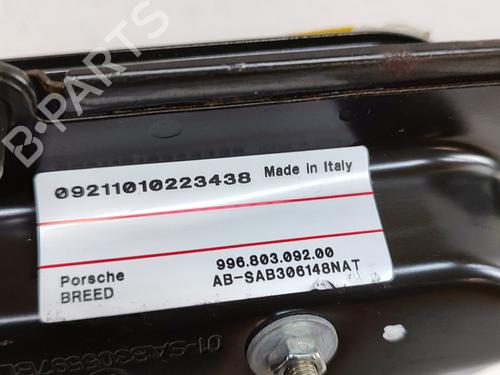 B-PARTS
09211010223438 Made in Italy
996.803.092.00
Porsche
AB-SAB306148NAT
BREED